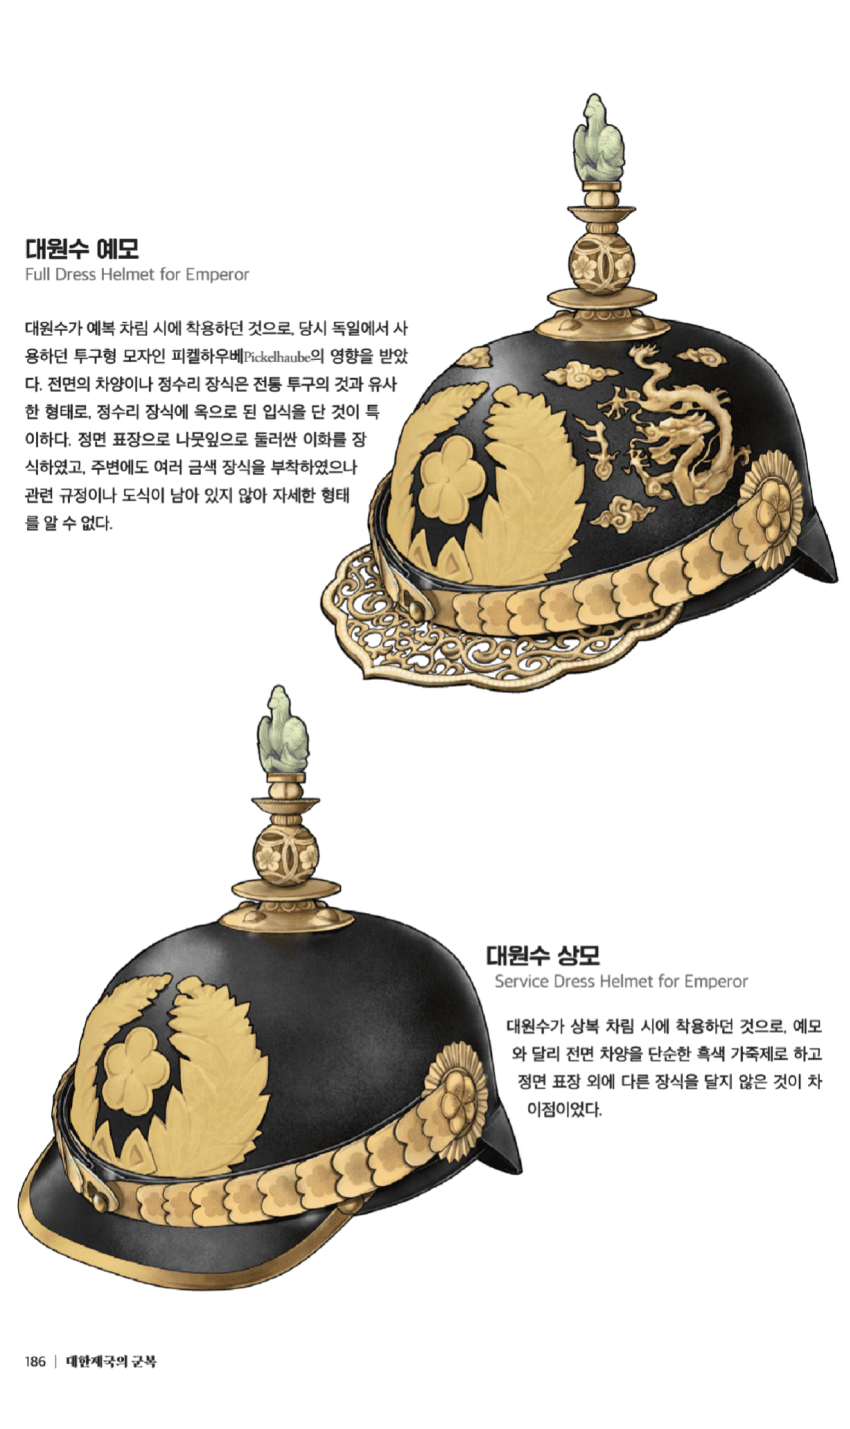 대원수 예모
Full Dress Helmet for Emperor
대원수가 예복 차림 시에 착용하던 것으로, 당시 독일에서 사
용하던 투구형 모자인 피켈하우베Pickelhaube의 영향을 받았
다. 전면의 차양이나 정수리 장식은 전통 투구의 것과 유사
한 형태로, 정수리 장식에 옥으로 된 입식을 단 것이 특
이하다. 정면 표장으로 나뭇잎으로 둘러싼 이화를 장
식하였고, 주변에도 여러 금색 장식을 부착하였으나
관련 규정이나 도식이 남아 있지 않아 자세한 형태
를 알 수 없다.
대원수 상모
Service Dress Helmet for Emperor
대원수가 상복 차림 시에 착용하던 것으로, 예모
와 달리 전면 차양을 단순한 흑색 가죽제로 하고
정면 표장 외에 다른 장식을 달지 않은 것이 차
이점이었다.
186 | 대한제국의 군복